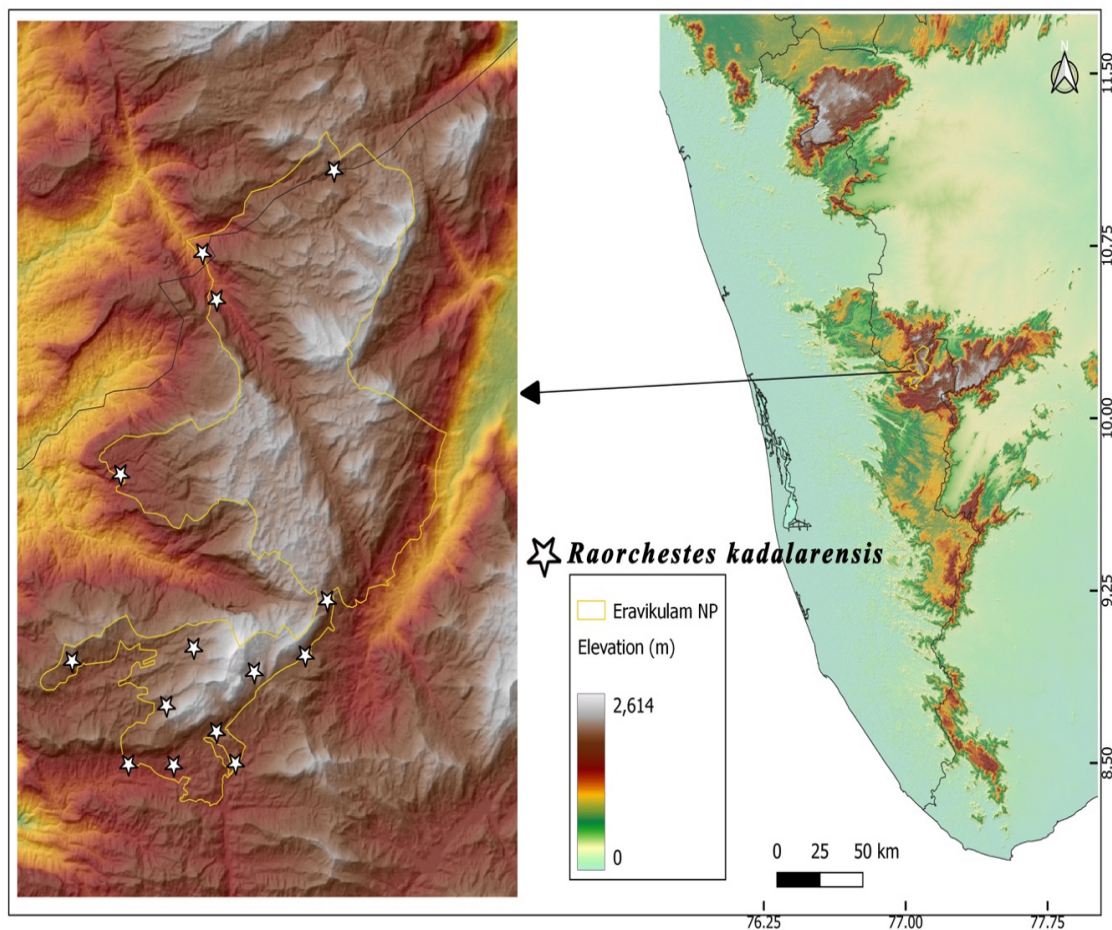 N
11.50
10.75
10.00
9.25
8.50
Raorchestes kadalarensis
Eravikulam NP
Elevation (m)
2,614
0
0 25 50 km
76.25 77.00 77.75